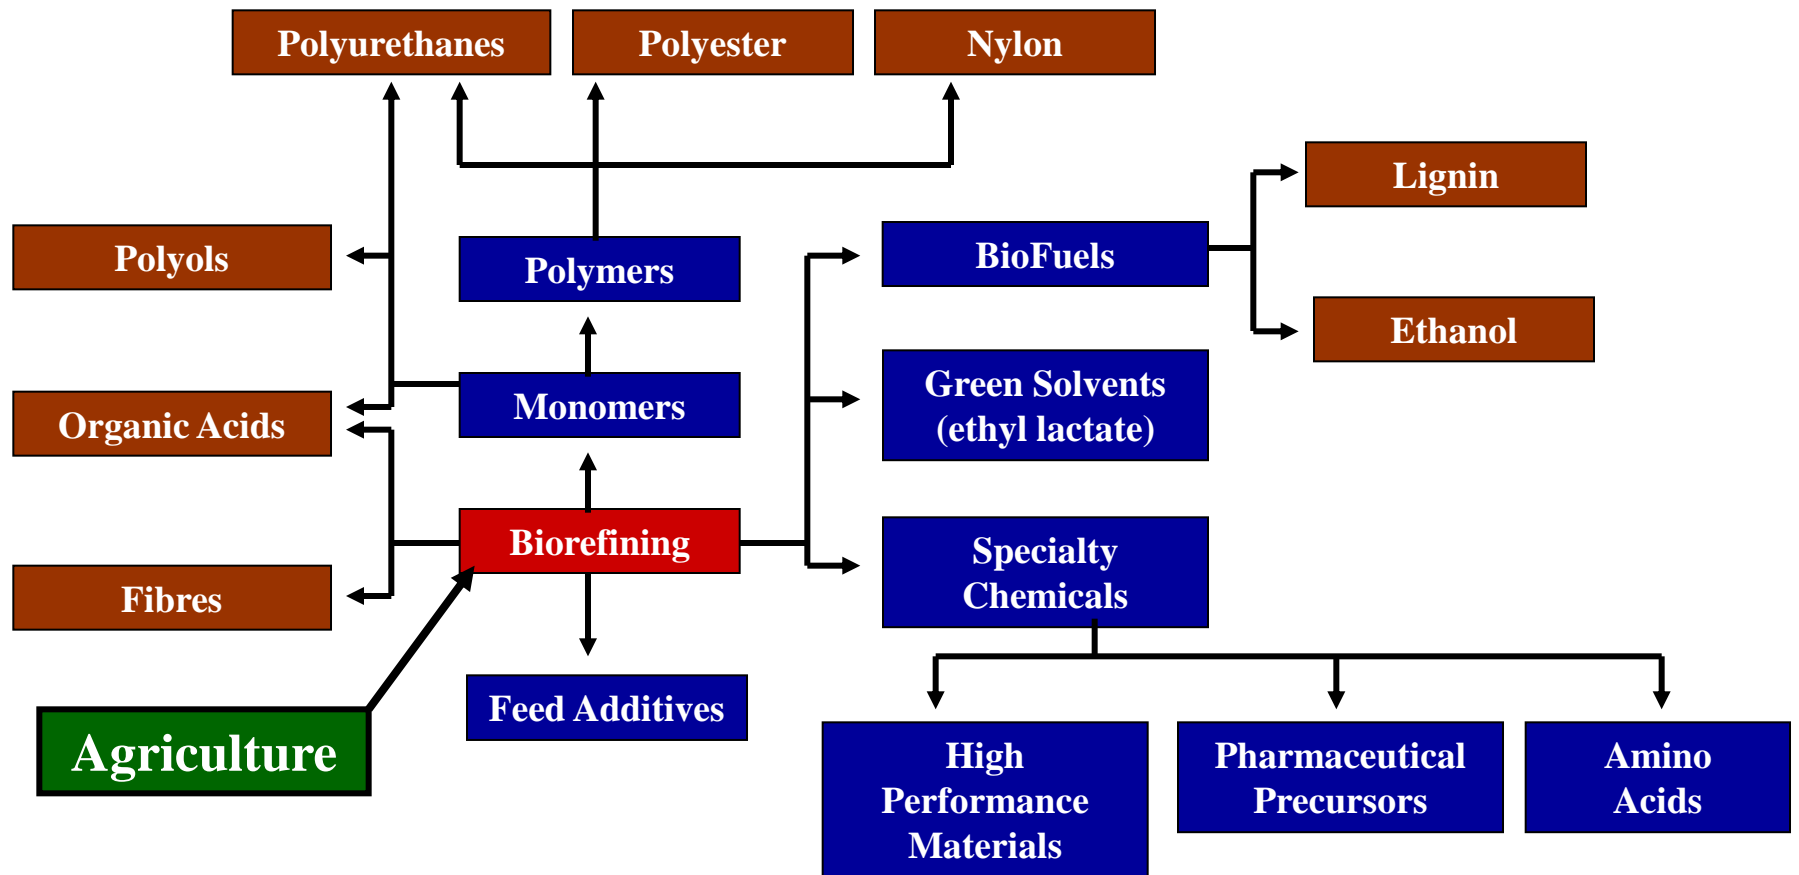 Polyurethanes
Polyester
Nylon
Lignin
Polyols
Polymers
BioFuels
Ethanol
Organic Acids
Monomers
Green Solvents
(ethyl lactate)
Biorefining
Specialty
Chemicals
Fibres
Feed Additives
Agriculture
High
Performance
Materials
Pharmaceutical
Precursors
Amino
Acids